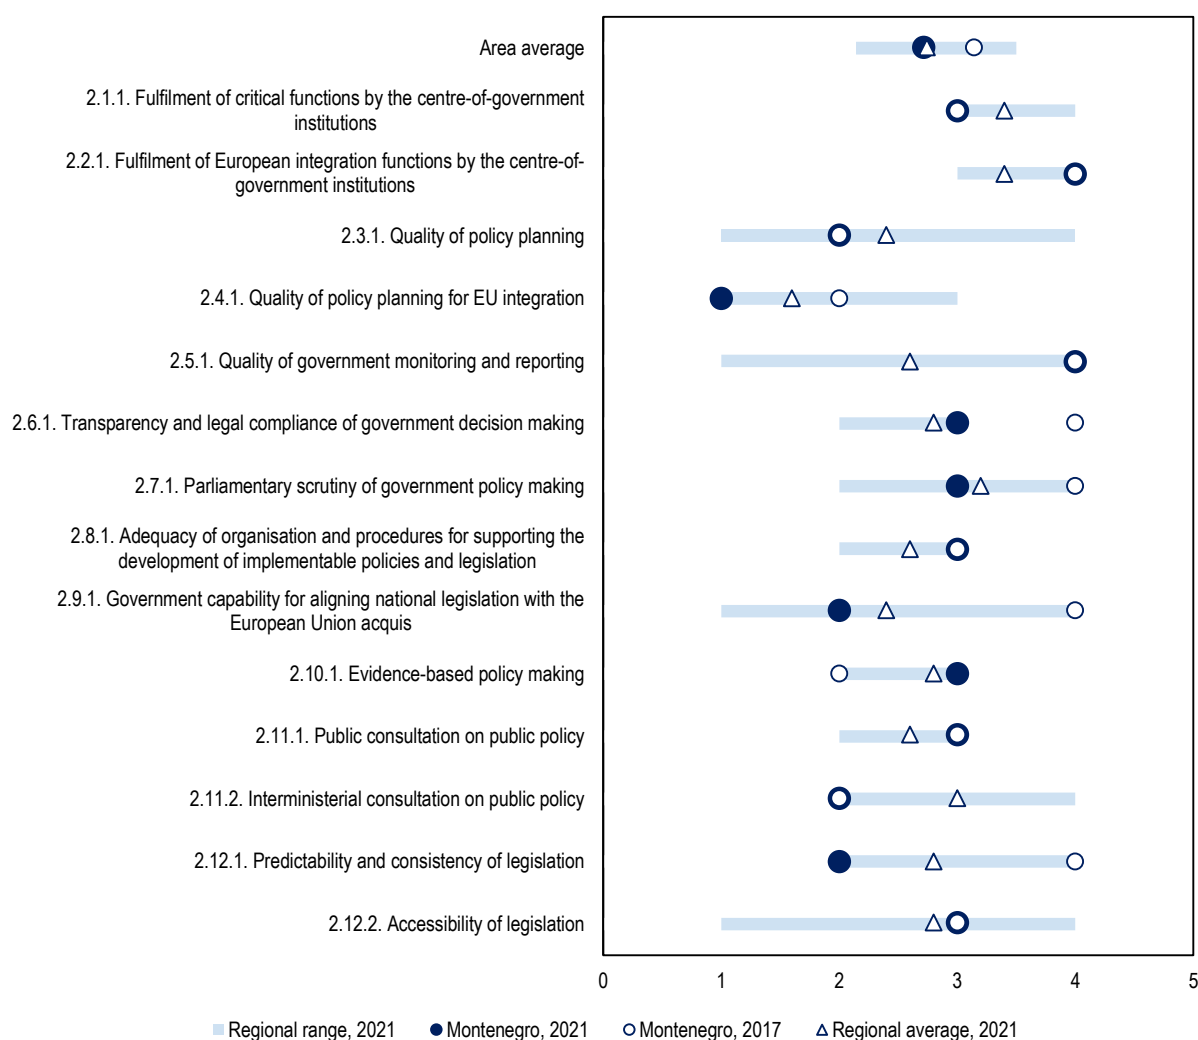 Area average
2.1.1. Fulfilment of critical functions by the centre-of-government
institutions
2.2.1. Fulfilment of European integration functions by the centre-of-
government institutions
2.3.1. Quality of policy planning
2.4.1. Quality of policy planning for EU integration
2.5.1. Quality of government monitoring and reporting
2.6.1. Transparency and legal compliance of government decision making
2.7.1. Parliamentary scrutiny of government policy making
2.8.1. Adequacy of organisation and procedures for supporting the
development of implementable policies and legislation
2.9.1. Government capability for aligning national legislation with the
European Union acquis
2.10.1. Evidence-based policy making
2.11.1. Public consultation on public policy
2.11.2. Interministerial consultation on public policy
2.12.1. Predictability and consistency of legislation
2.12.2. Accessibility of legislation
0 1 2 3 4 5
Regional range, 2021 Montenegro, 2021 Montenegro, 2017 Regional average, 2021